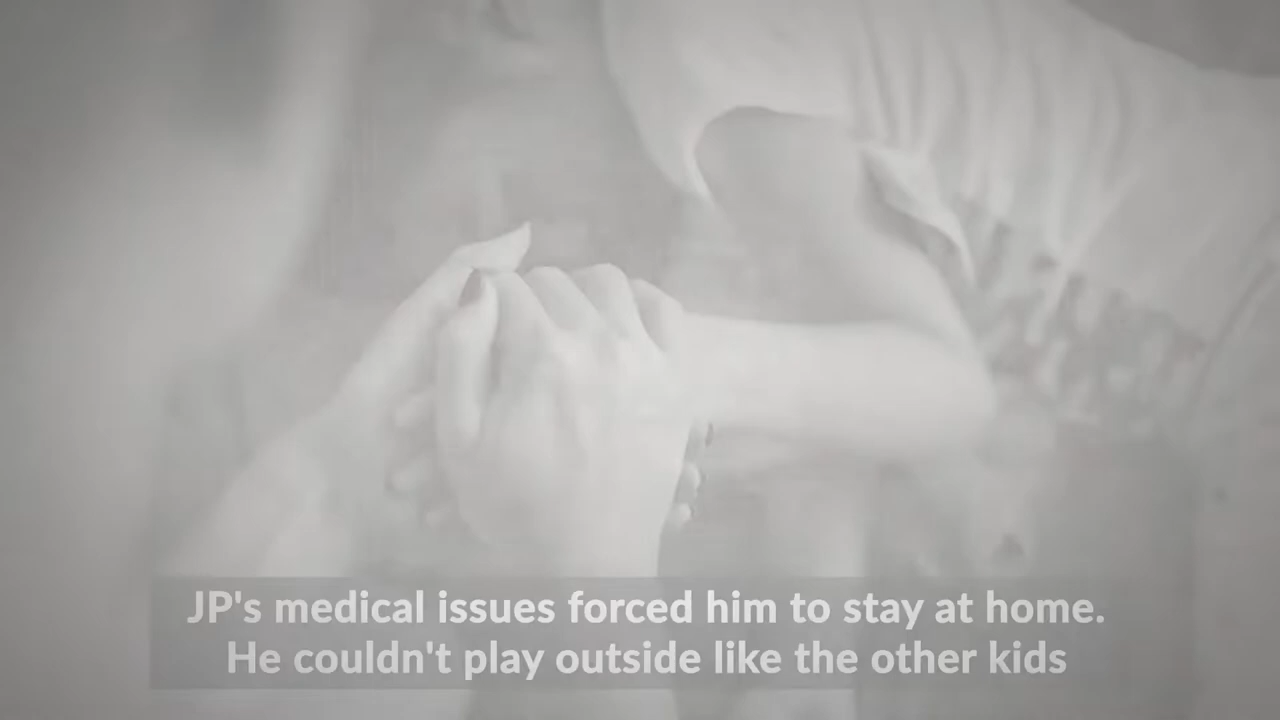 JP's medical issues forced him to stay at home.
He couldn't play outside like the other kids